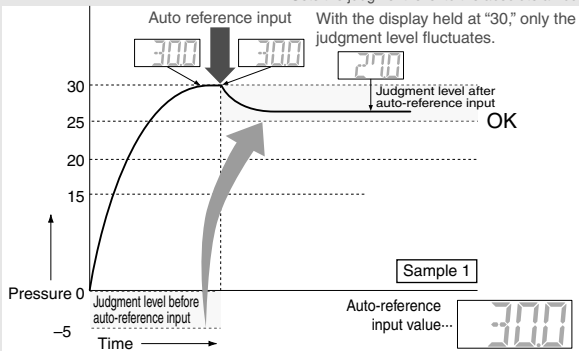 Auto reference input
With the display held at “30,” only the
judgment level fluctuates.
30.0
30.0
27.0
Judgment level after
auto-reference input
30
25
OK
20
15
Sample 1
Pressure 0
Judgment level before
auto-reference input
–5
Time
Auto-reference
input value···
30.0